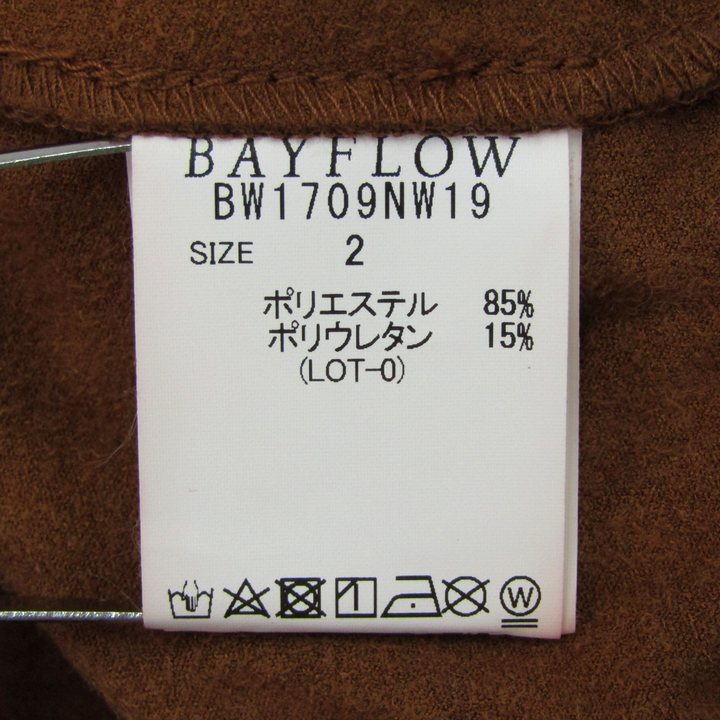 BAYFLOW
BW1709NW19
SIZE 2
ポリエステル 85%
ポリウレタン 15%
(LOT-0)
W